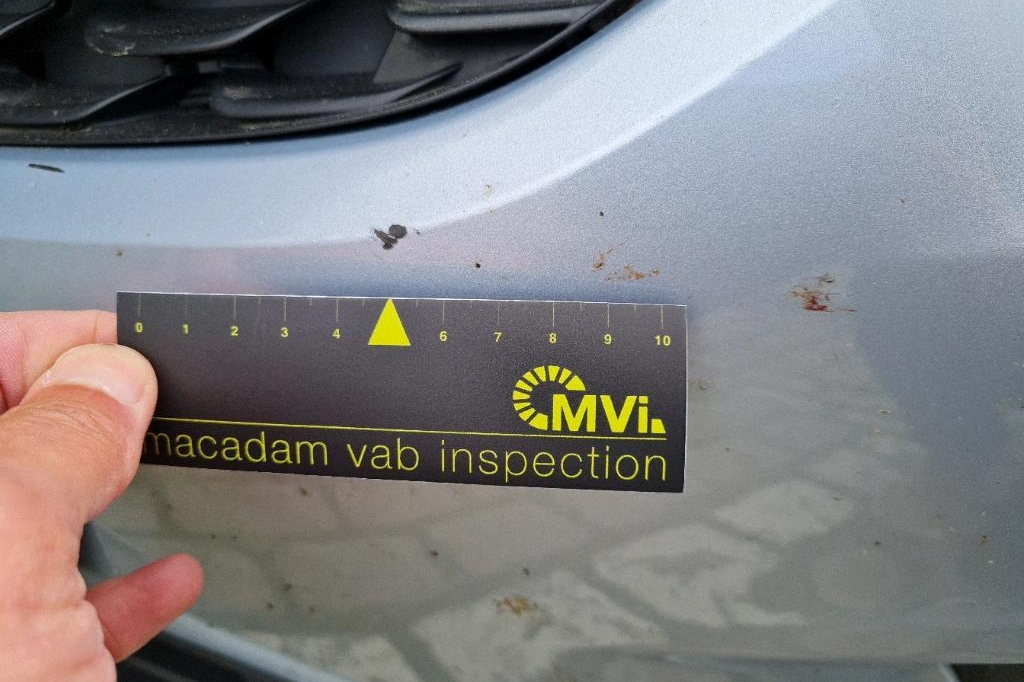 0 1 2 3 4 6 7 8 9 10
MVi.
macadam vab inspection